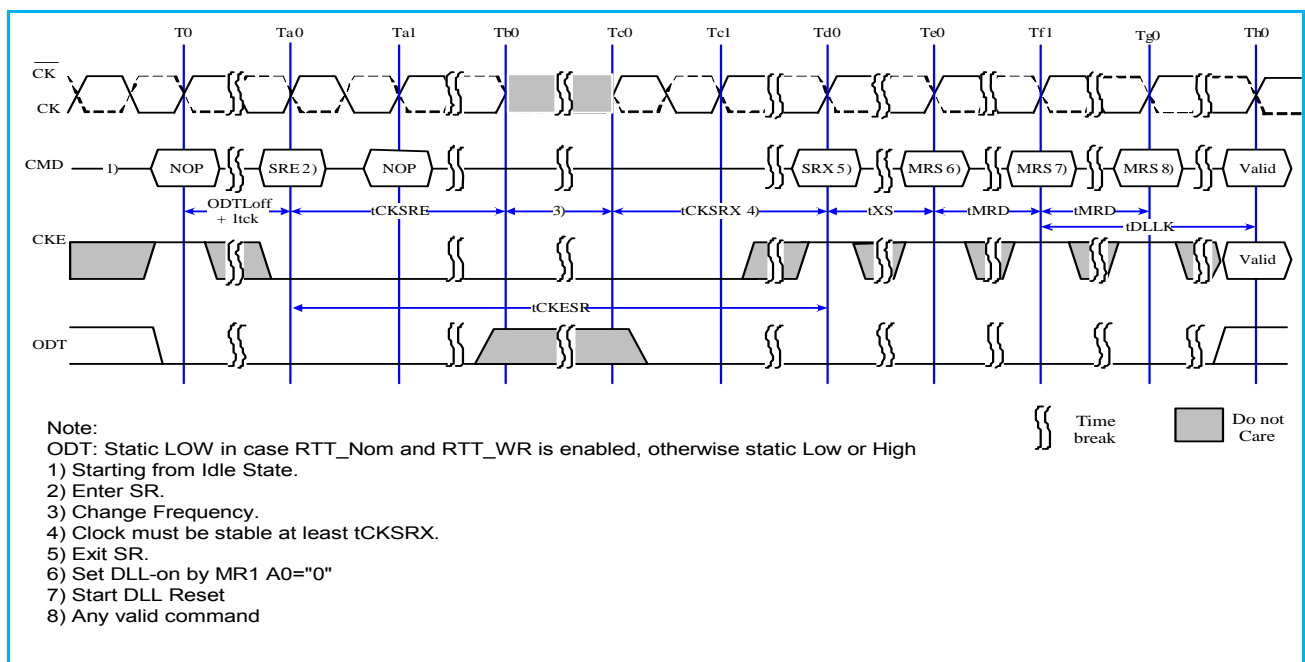 T0 Ta0 Ta1 Tb0 Tc0 Tc1 Td0 Te0 Tf1 Tg0 Th0
CK
CK
CMD 1) NOP SRE 2) NOP SRX 5) MRS 6) MRS 7) MRS 8) Valid
ODTLoff
+ 1tck
tCKSRE 3) tCKSRX 4) tXS tMRD tMRD
tDLLK
CKE Valid
tCKESR
ODT
Time
break
Do not
Care
Note:
ODT: Static LOW in case RTT_Nom and RTT_WR is enabled, otherwise static Low or High
1) Starting from Idle State.
2) Enter SR.
3) Change Frequency.
4) Clock must be stable at least tCKSRX.
5) Exit SR.
6) Set DLL-on by MR1 A0="0"
7) Start DLL Reset
8) Any valid command